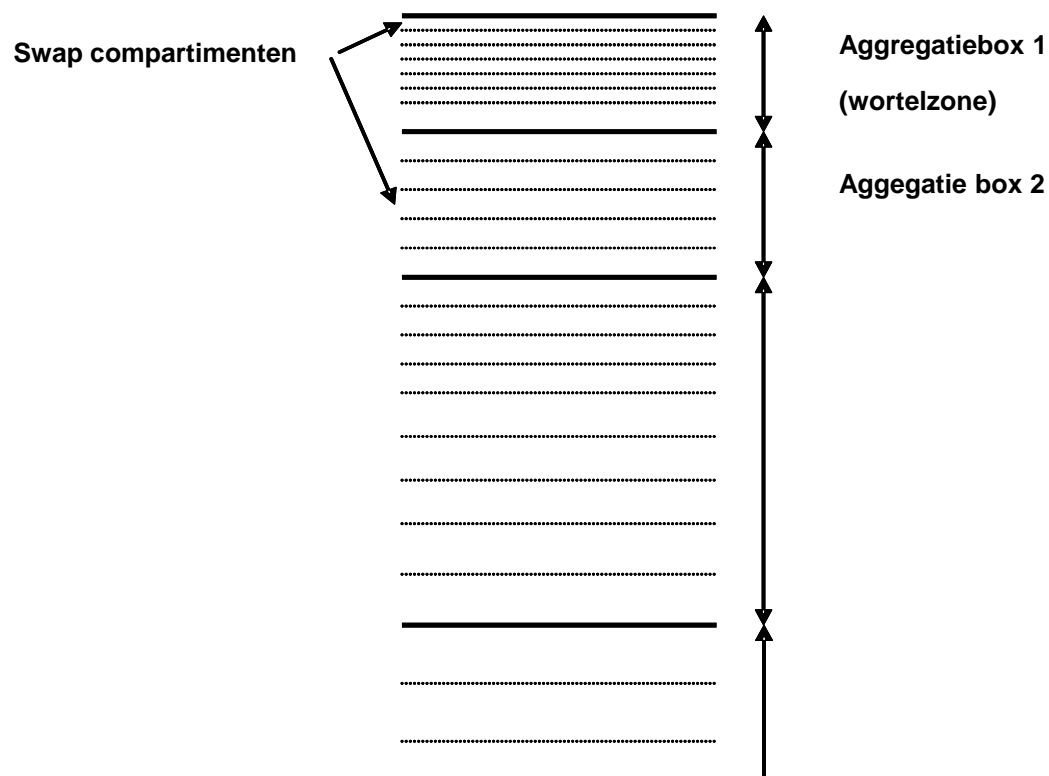 Swap compartimenten
Aggregatiebox 1
(wortelzone)
Aggegatie box 2